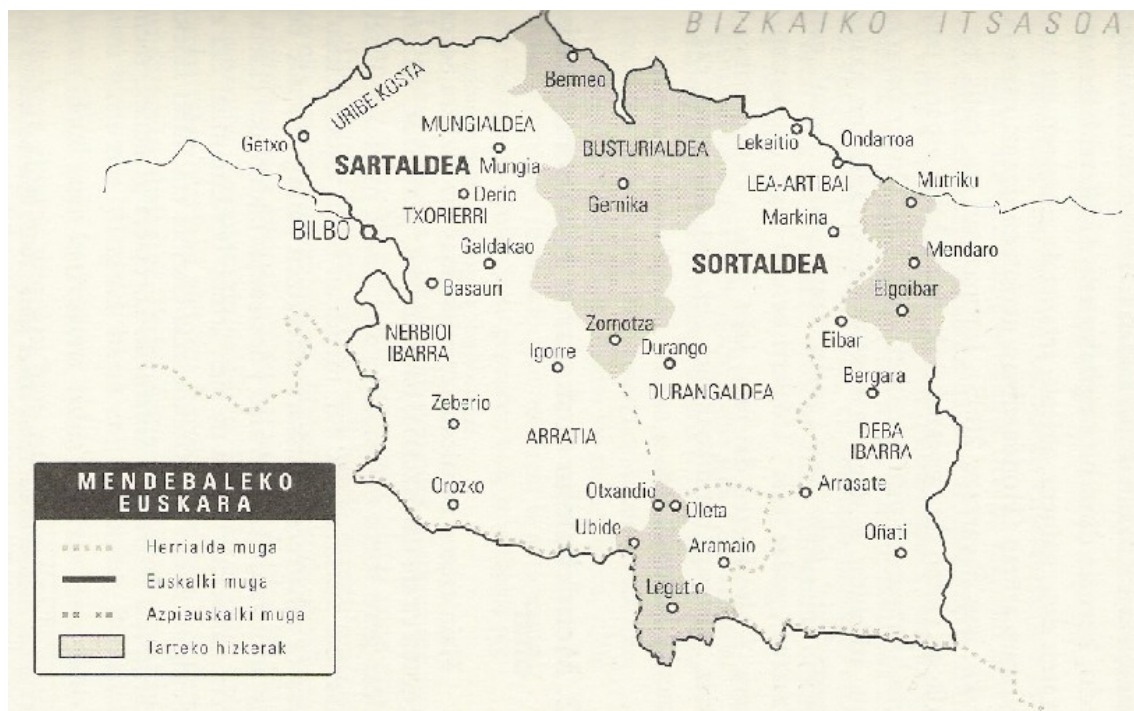 BIZKAIKO ITSASOA
Bermeo
URIBE KOSTA
MUNGIALDEA
Getxo
BUSTURIALDEA
Lekeitio
Ondarroa
SARTALDEA
Mungia
LEA-ARTIBAI
Mutriku
Derio
Gernika
TXORIERRI
Markina
BILBO
Galdakao
SORTALDEA
Mendaro
Basauri
Elgoibar
NERBIOI
IBARRA
Zornotza
Igorre
Durango
Eibar
Bergara
DURANGALDEA
Zeberio
ARRATIA
DEBA
IBARRA
Orozko
Otxandio
Oleta
Arrasate
Ubide
Aramaio
Oñati
Legutio
MENDEBALEKO
EUSKARA
Herrialde muga
Euskalki muga
Azpieuskalki muga
Tarteko hizkerak